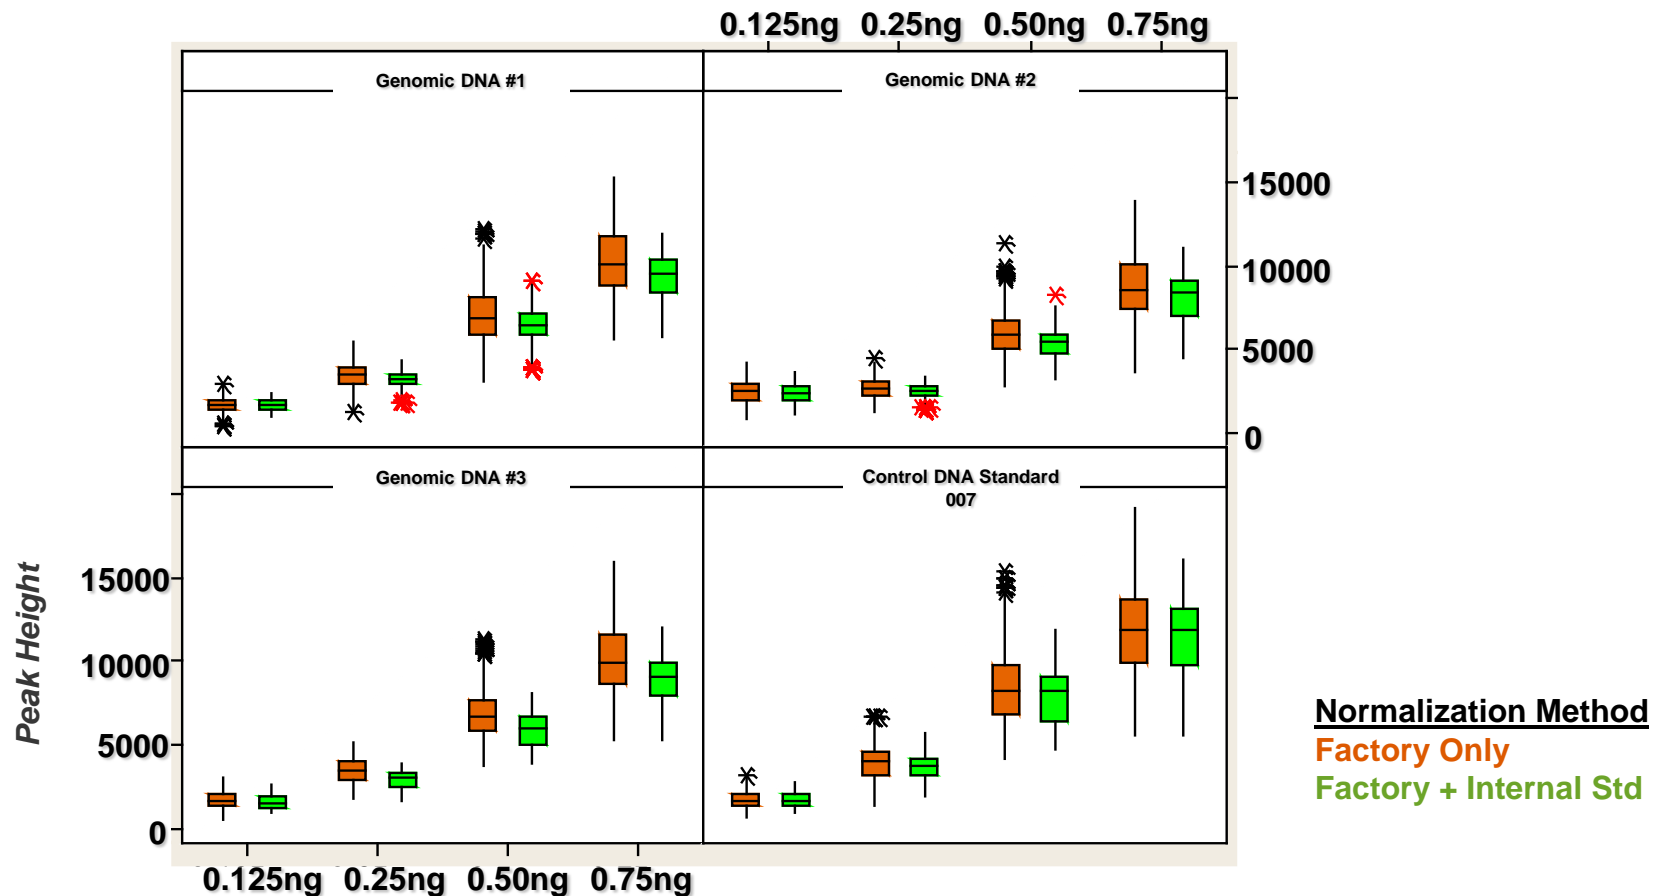 0.125ng 0.25ng 0.50ng 0.75ng
Genomic DNA #1
Genomic DNA #2
15000
10000
5000
0
Genomic DNA #3
Control DNA Standard
007
Peak Height
15000
10000
5000
0
0.125ng 0.25ng 0.50ng 0.75ng
Normalization Method
Factory Only
Factory + Internal Std